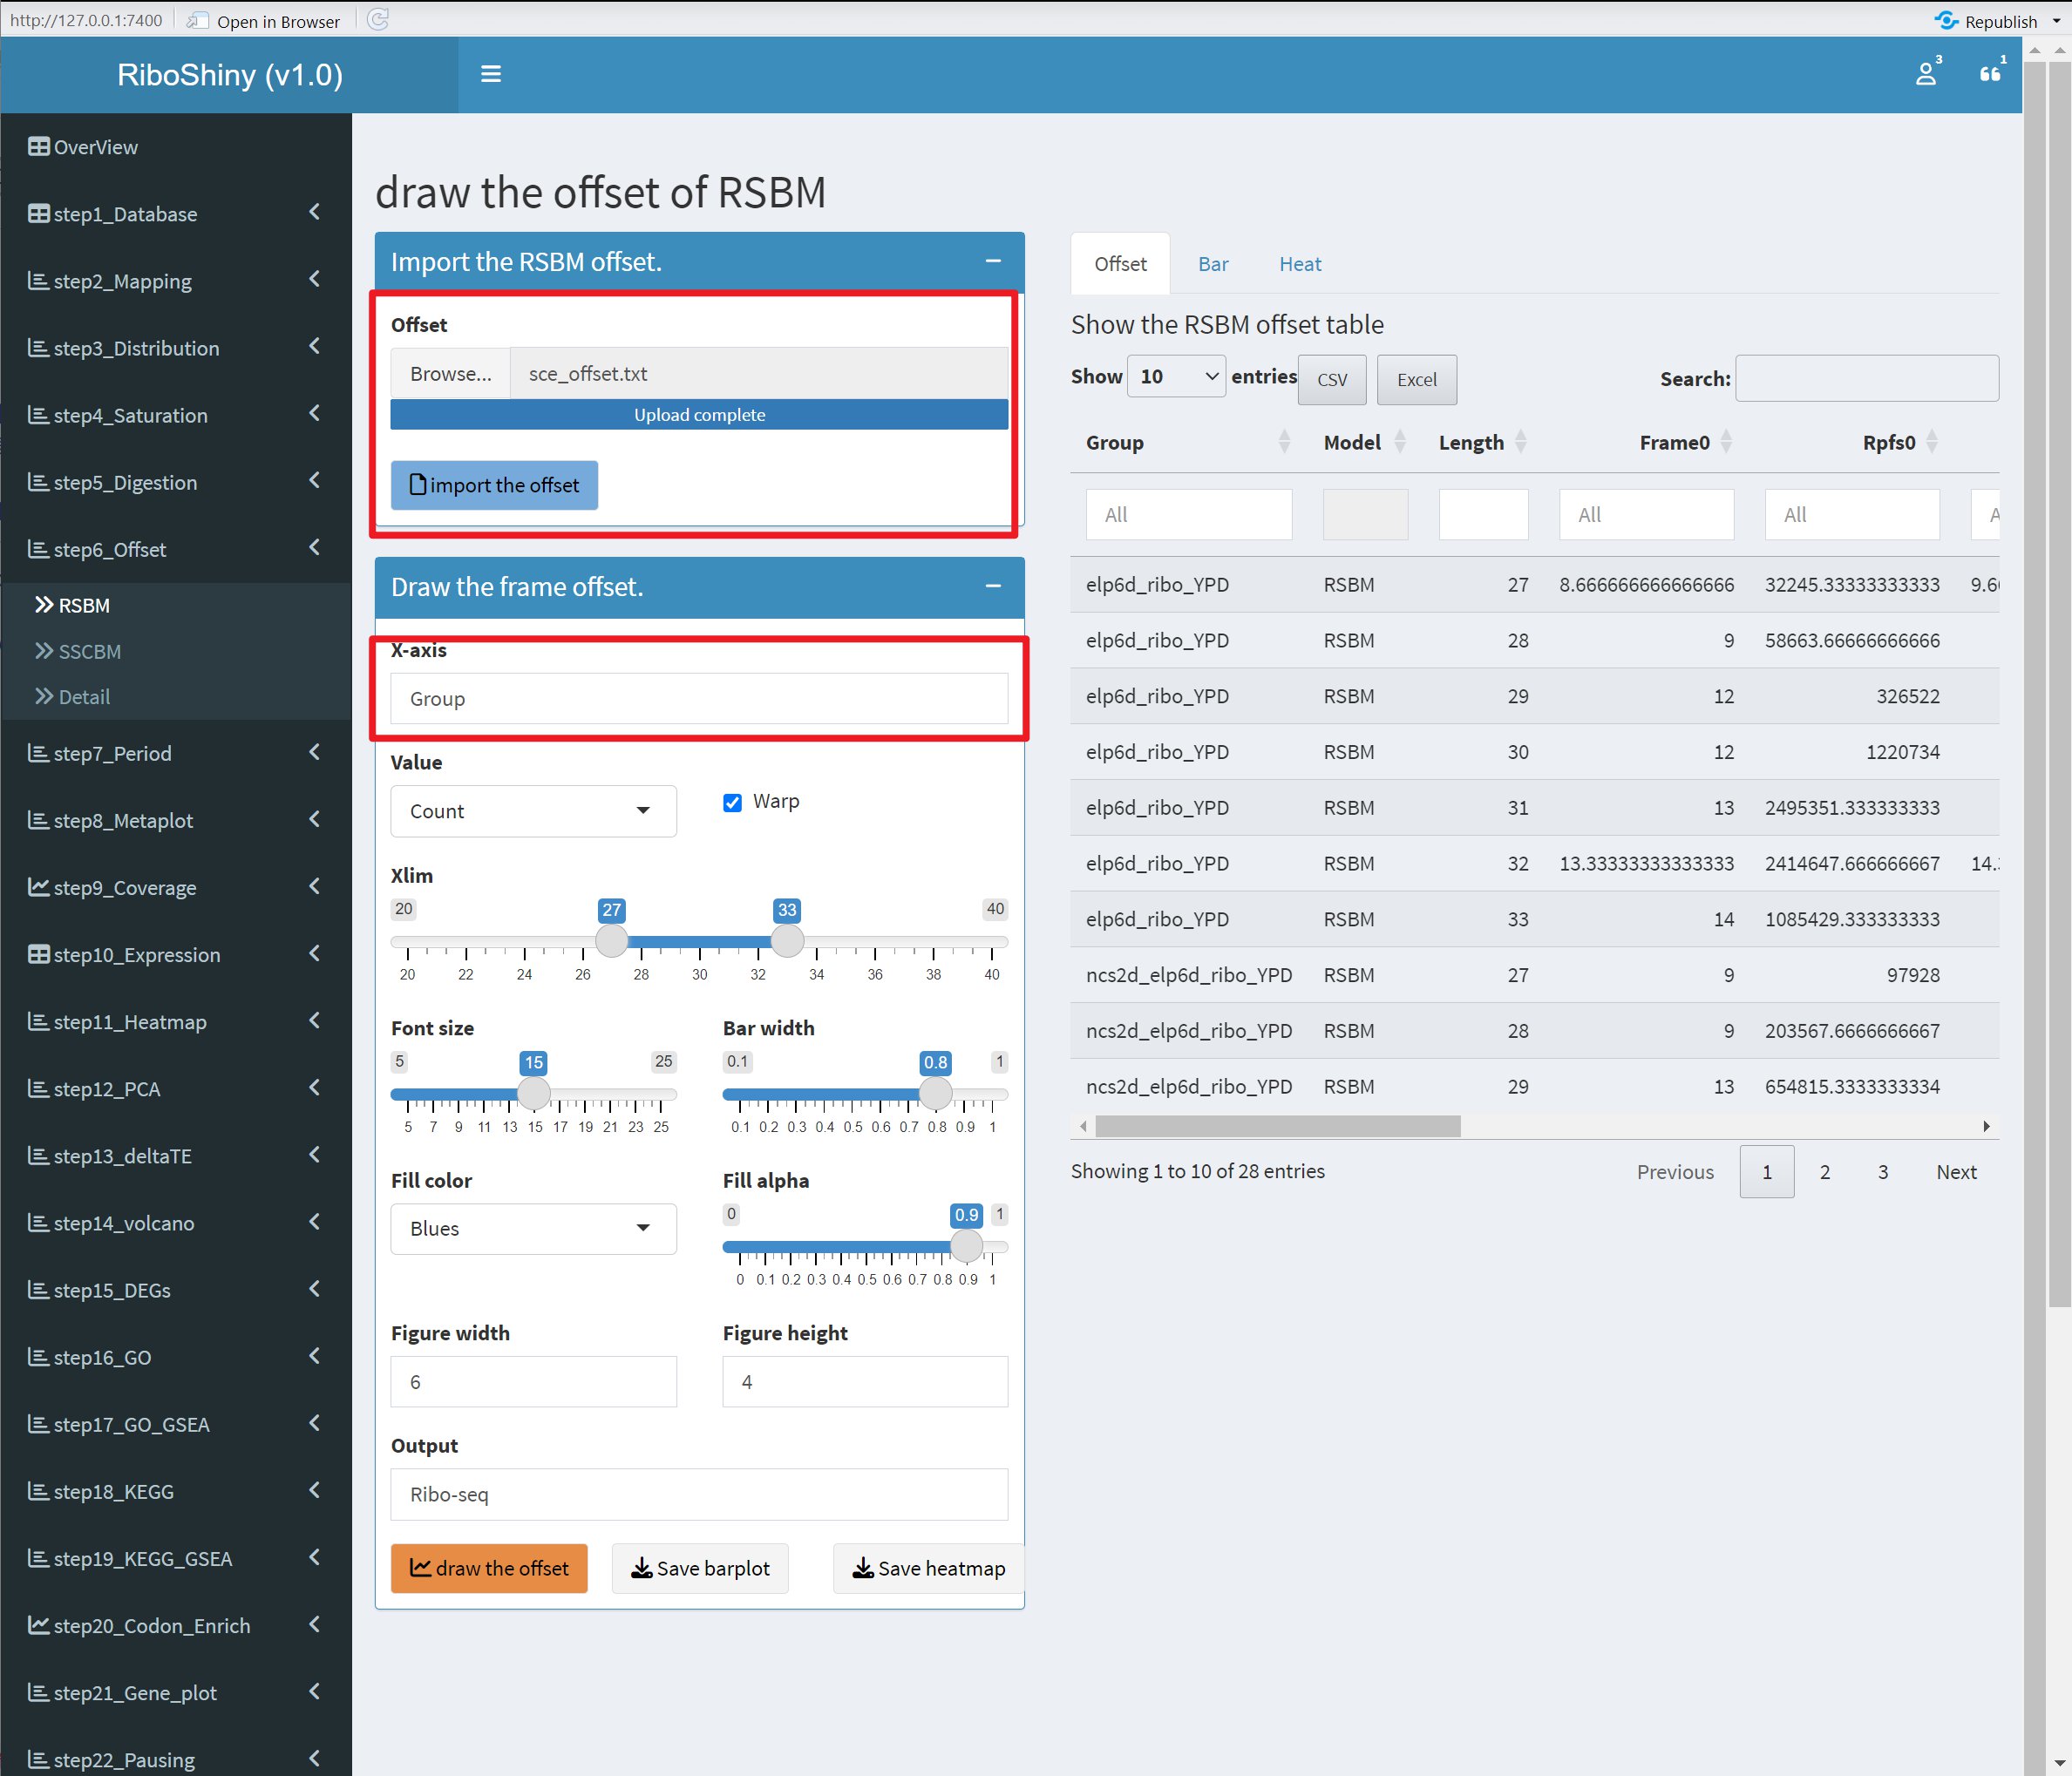 http://127.0.0.1:7400 Open in Browser Republish
RiboShiny (v1.0) 3 1
OverView
step1_Database
step2_Mapping
step3_Distribution
step4_Saturation
step5_Digestion
step6_Offset
RSBM
SSCBM
Detail
step7_Period
step8_Metaplot
step9_Coverage
step10_Expression
step11_Heatmap
step12_PCA
step13_deltaTE
step14_volcano
step15_DEGs
step16_GO
step17_GO_GSEA
step18_KEGG
step19_KEGG_GSEA
step20_Codon_Enrich
step21_Gene_plot
step22_Pausing
draw the offset of RSBM
Import the RSBM offset.
Offset
Browse... sce_offset.txt
Upload complete
import the offset
Draw the frame offset.
X-axis
Group
Value
Count Warp
Xlim
20 27 33 40
20 22 24 26 28 30 32 34 36 38 40
Font size Bar width
5 15 25 0.1 0.8 1
5 7 9 11 13 15 17 19 21 23 25 0.1 0.2 0.3 0.4 0.5 0.6 0.7 0.8 0.9 1
Fill color Fill alpha
Blues 0 0.9 1
0 0.1 0.2 0.3 0.4 0.5 0.6 0.7 0.8 0.9 1
Figure width Figure height
6 4
Output
Ribo-seq
draw the offset Save barplot Save heatmap
Offset Bar Heat
Show the RSBM offset table
Show 10 entries CSV Excel Search:
Group Model Length Frame0 Rpfs0
All All All A
elp6d_ribo_YPD RSBM 27 8.666666666666666 32245.33333333333 9.6
elp6d_ribo_YPD RSBM 28 9 58663.66666666666
elp6d_ribo_YPD RSBM 29 12 326522
elp6d_ribo_YPD RSBM 30 12 1220734
elp6d_ribo_YPD RSBM 31 13 2495351.333333333
elp6d_ribo_YPD RSBM 32 13.33333333333333 2414647.666666667 14.
elp6d_ribo_YPD RSBM 33 14 1085429.333333333
ncs2d_elp6d_ribo_YPD RSBM 27 9 97928
ncs2d_elp6d_ribo_YPD RSBM 28 9 203567.6666666667
ncs2d_elp6d_ribo_YPD RSBM 29 13 654815.3333333334
Showing 1 to 10 of 28 entries Previous 1 2 3 Next